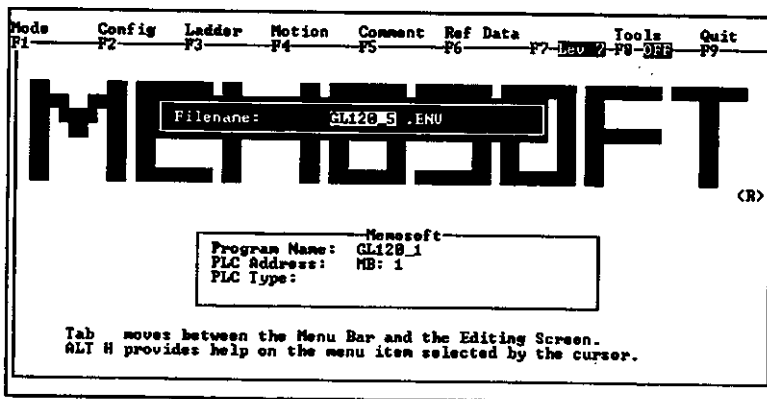 Mode Config Ladder Motion Comment Ref Data Tools Quit
F1 F2 F3 F4 F5 F6 F7-Lev 2-F8-OFF-F9
MEMOSOFT
Filename: GL120_5 .ENV
(R)
Memosoft
Program Name: GL120_1
PLC Address: MB: 1
PLC Type:
Tab moves between the Menu Bar and the Editing Screen.
ALT H provides help on the menu item selected by the cursor.